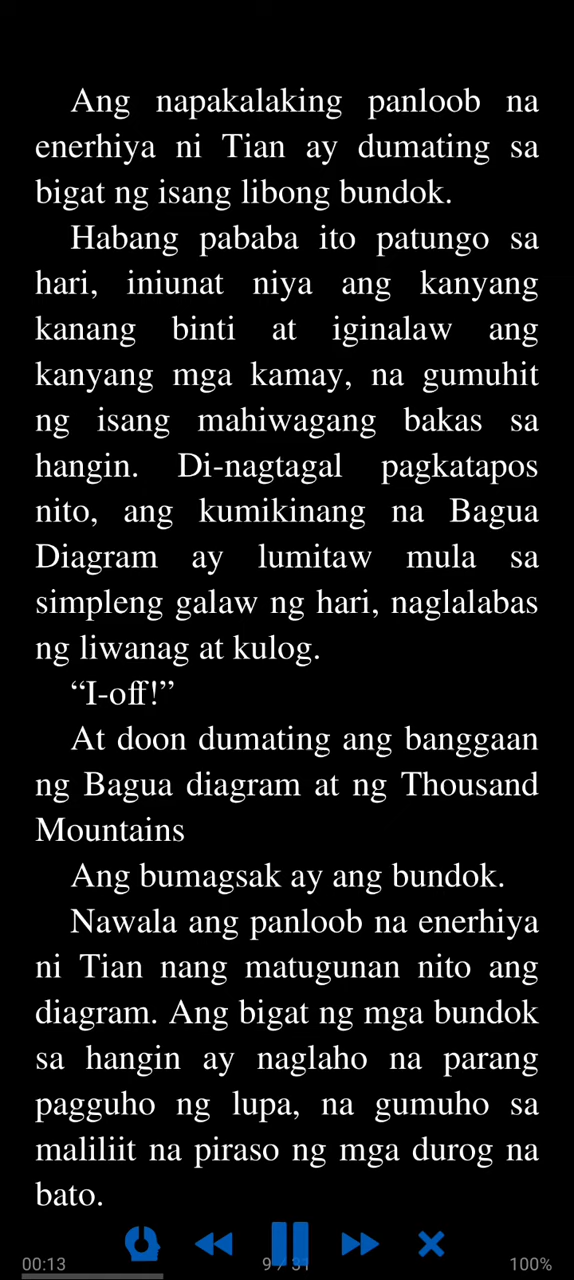 Ang napakalaking panloob na
enerhiya ni Tian ay dumating sa
bigat ng isang libong bundok.
Habang pababa ito patungo sa
hari, iniunat niya ang kanyang
kanang binti at iginalaw ang
kanyang mga kamay, na gumuhit
ng isang mahiwagang bakas sa
hangin. Di-nagtagal pagkatapos
nito, ang kumikinang na Bagua
Diagram ay lumitaw mula sa
simpleng galaw ng hari, naglalabas
ng liwanag at kulog.
“I-off!”
At doon dumating ang banggaan
ng Bagua diagram at ng Thousand
Mountains
Ang bumagsak ay ang bundok.
Nawala ang panloob na enerhiya
ni Tian nang matugunan nito ang
diagram. Ang bigat ng mga bundok
sa hangin ay naglaho na parang
pagguho ng lupa, na gumuho sa
maliliit na piraso ng mga durog na
bato.
00:13 9 / 31 100%